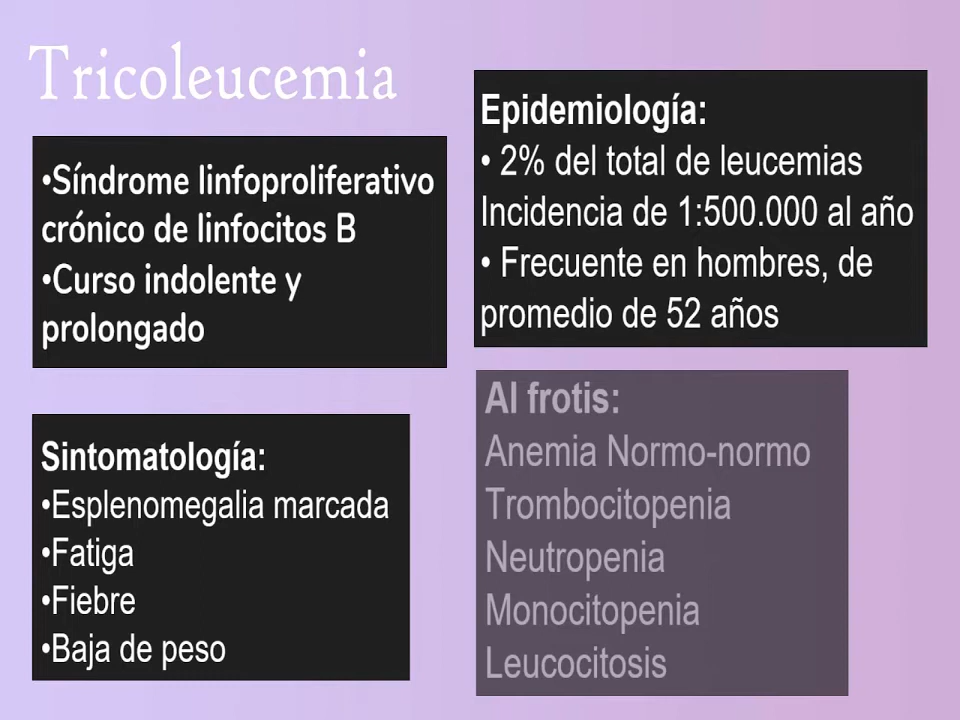 Tricoleucemia
•Síndrome linfoproliferativo
crónico de linfocitos B
•Curso indolente y
prolongado
Epidemiología:
• 2% del total de leucemias
Incidencia de 1:500.000 al año
• Frecuente en hombres, de
promedio de 52 años
Sintomatología:
•Esplenomegalia marcada
•Fatiga
•Fiebre
•Baja de peso
Al frotis:
Anemia Normo-normo
Trombocitopenia
Neutropenia
Monocitopenia
Leucocitosis